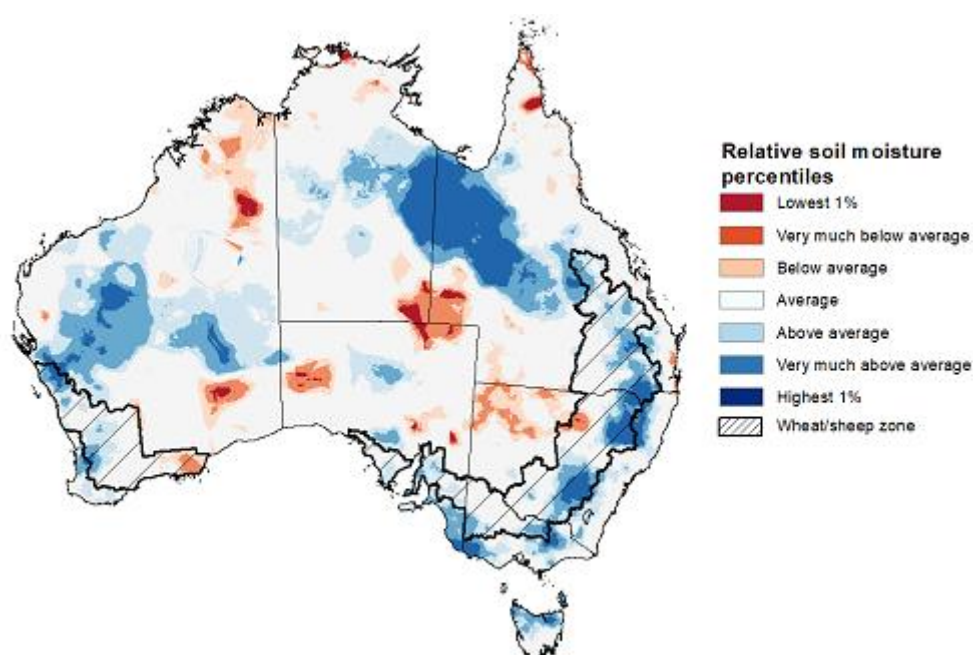 Relative soil moisture
percentiles
Lowest 1%
Very much below average
Below average
Average
Above average
Very much above average
Highest 1%
Wheat/sheep zone